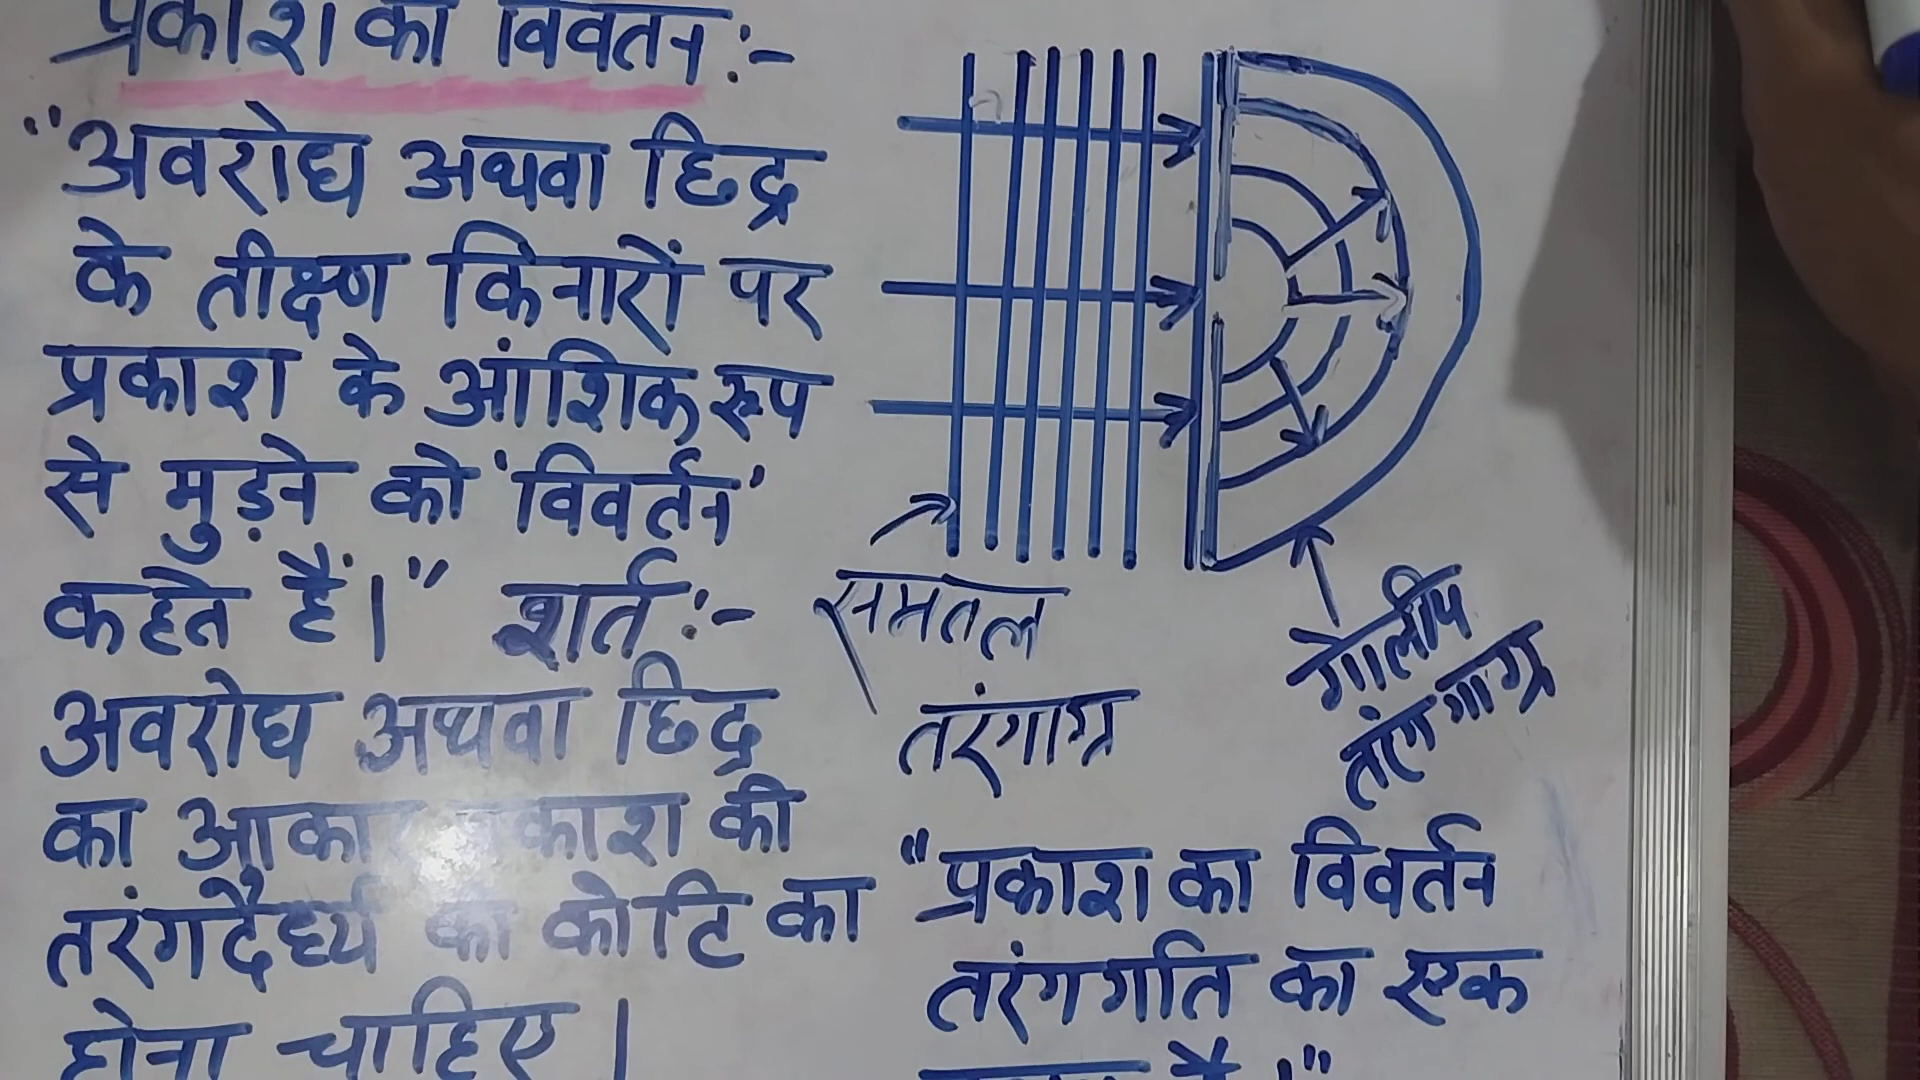 प्रकाश का विवर्तन :-
"अवरोध अथवा छिद्र
के तीक्ष्ण किनारों पर
प्रकाश के आंशिक रूप
से मुड़ने को 'विवर्तन'
कहते हैं।" शर्त :-
अवरोध अथवा छिद्र
का आकार प्रकाश की
तरंगदैर्ध्य की कोटि का
होना चाहिए।
समतल
तरंगाग्र
गोलीय
तरंगाग्र
"प्रकाश का विवर्तन
तरंगगति का एक
है।"